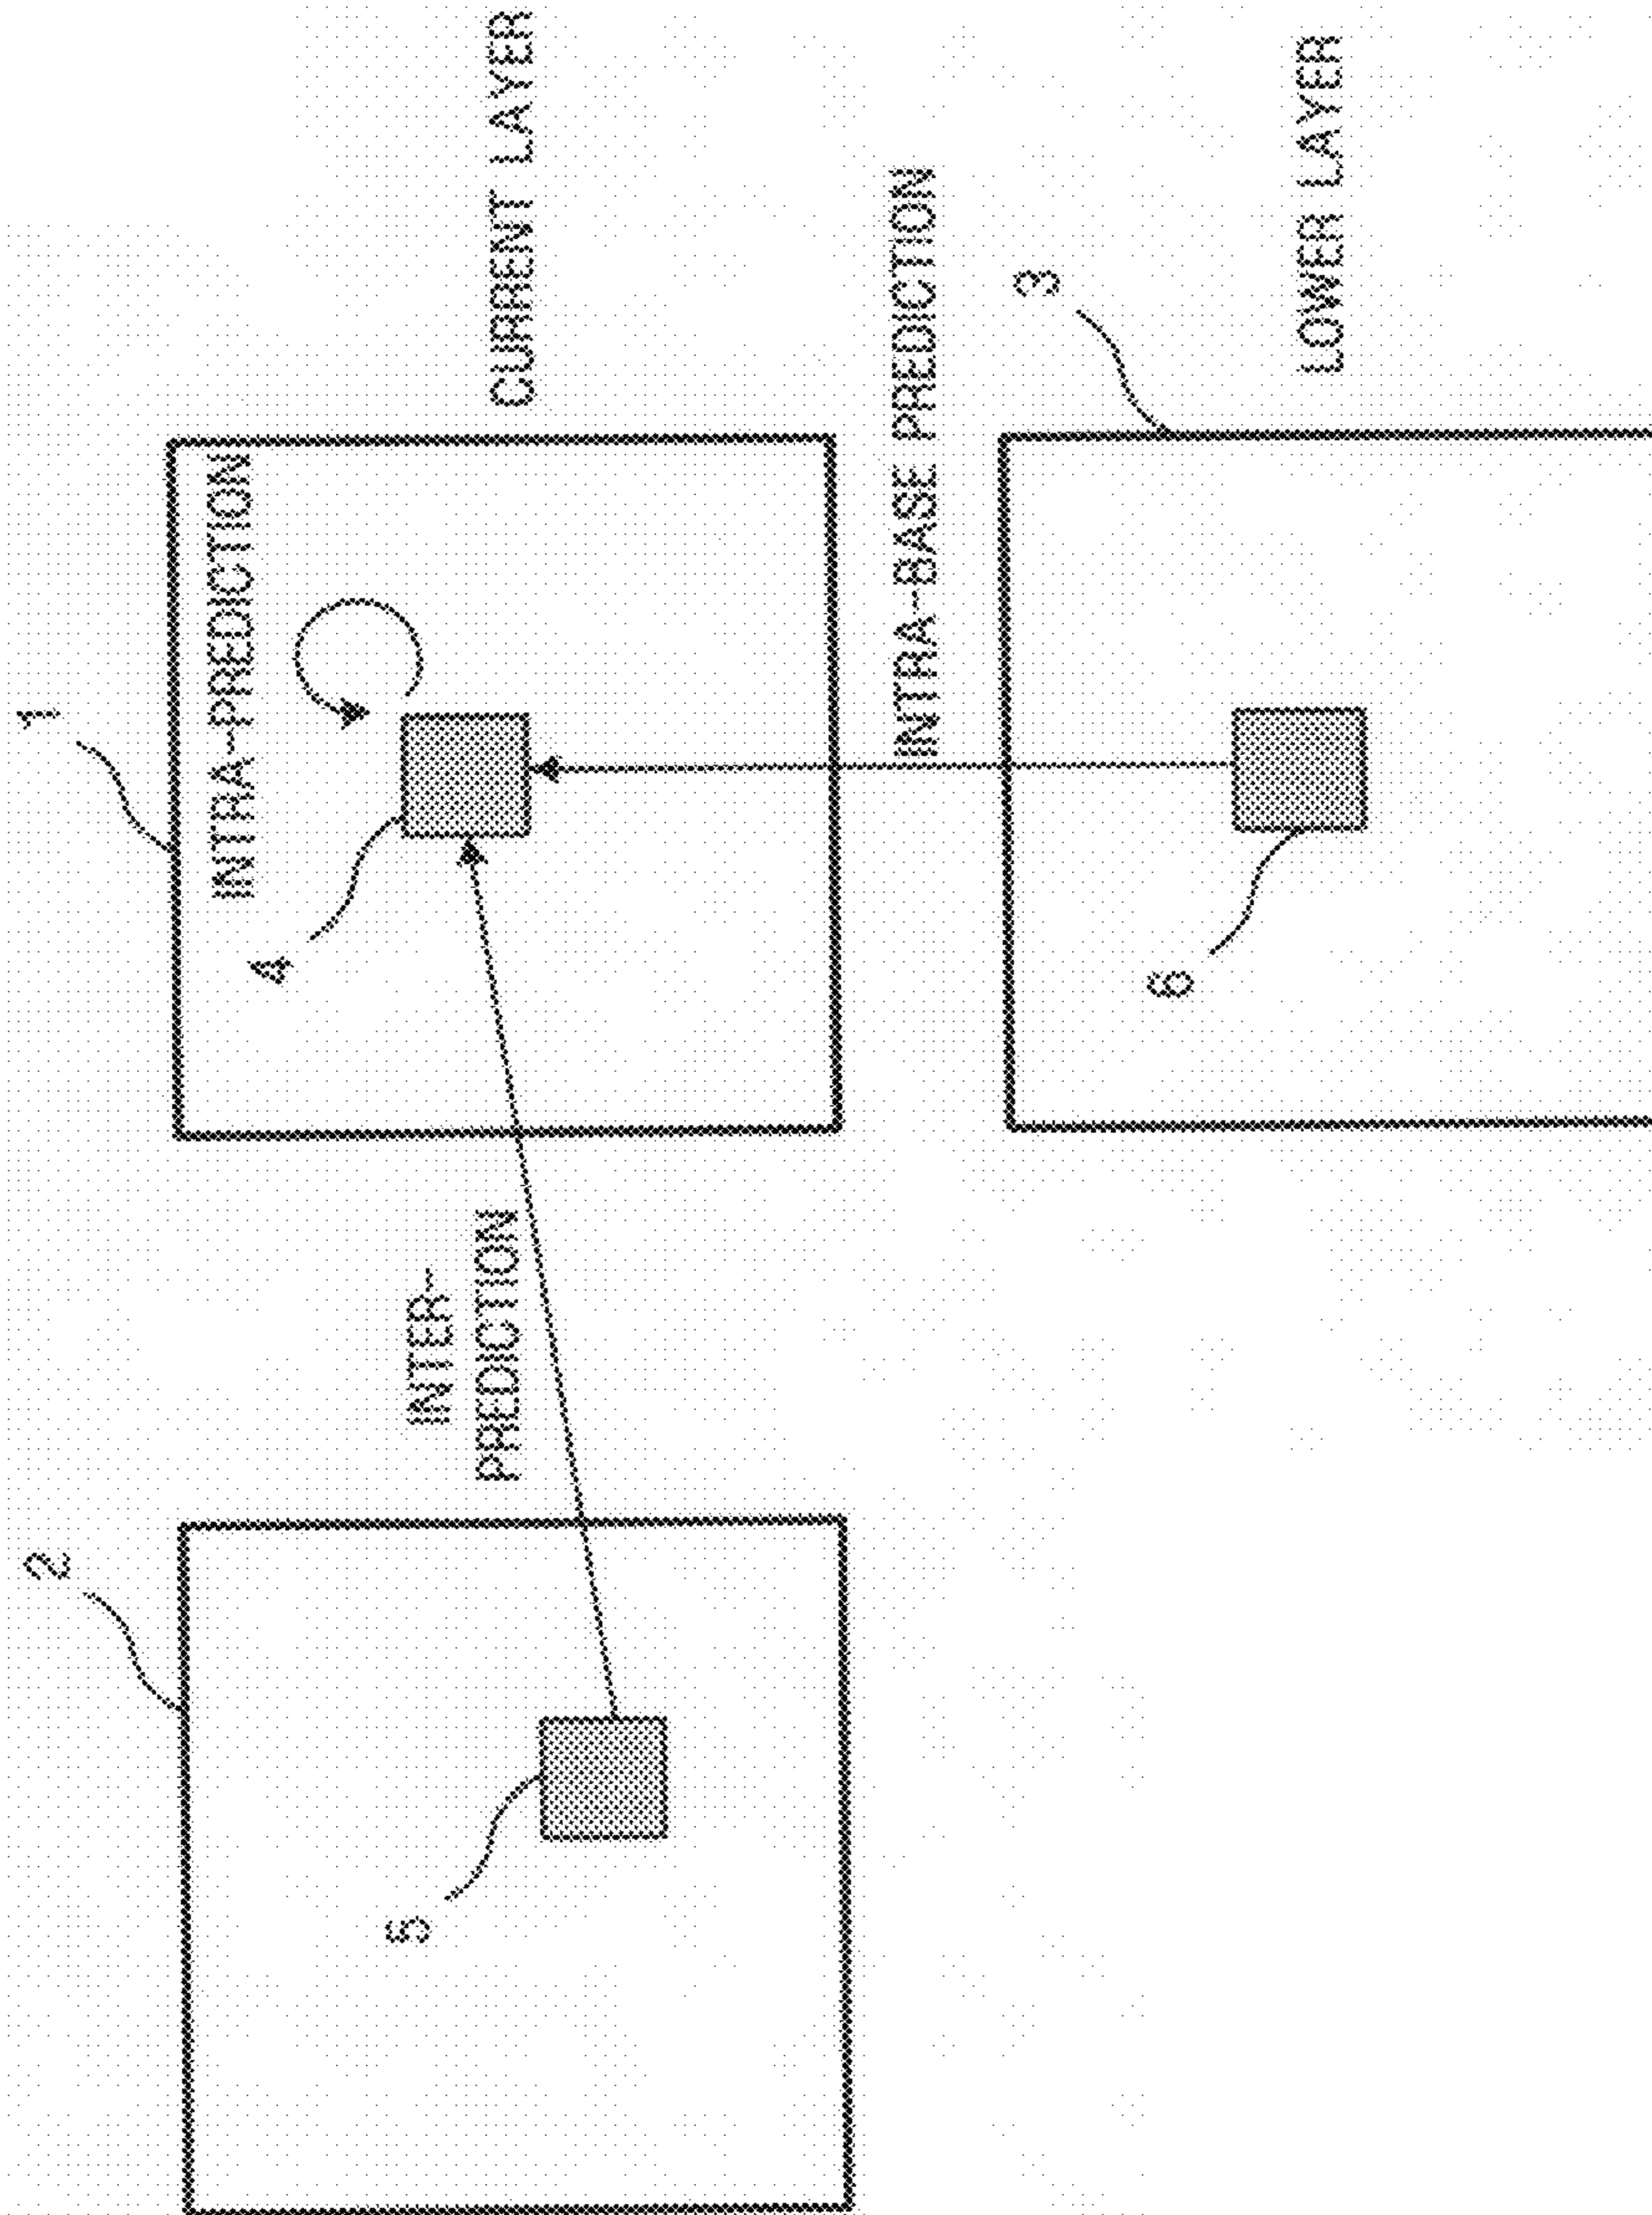 2
1
INTRA-PREDICTION
4
INTER-
PREDICTION
CURRENT LAYER
5
INTRA-BASE PREDICTION
3
6
LOWER LAYER